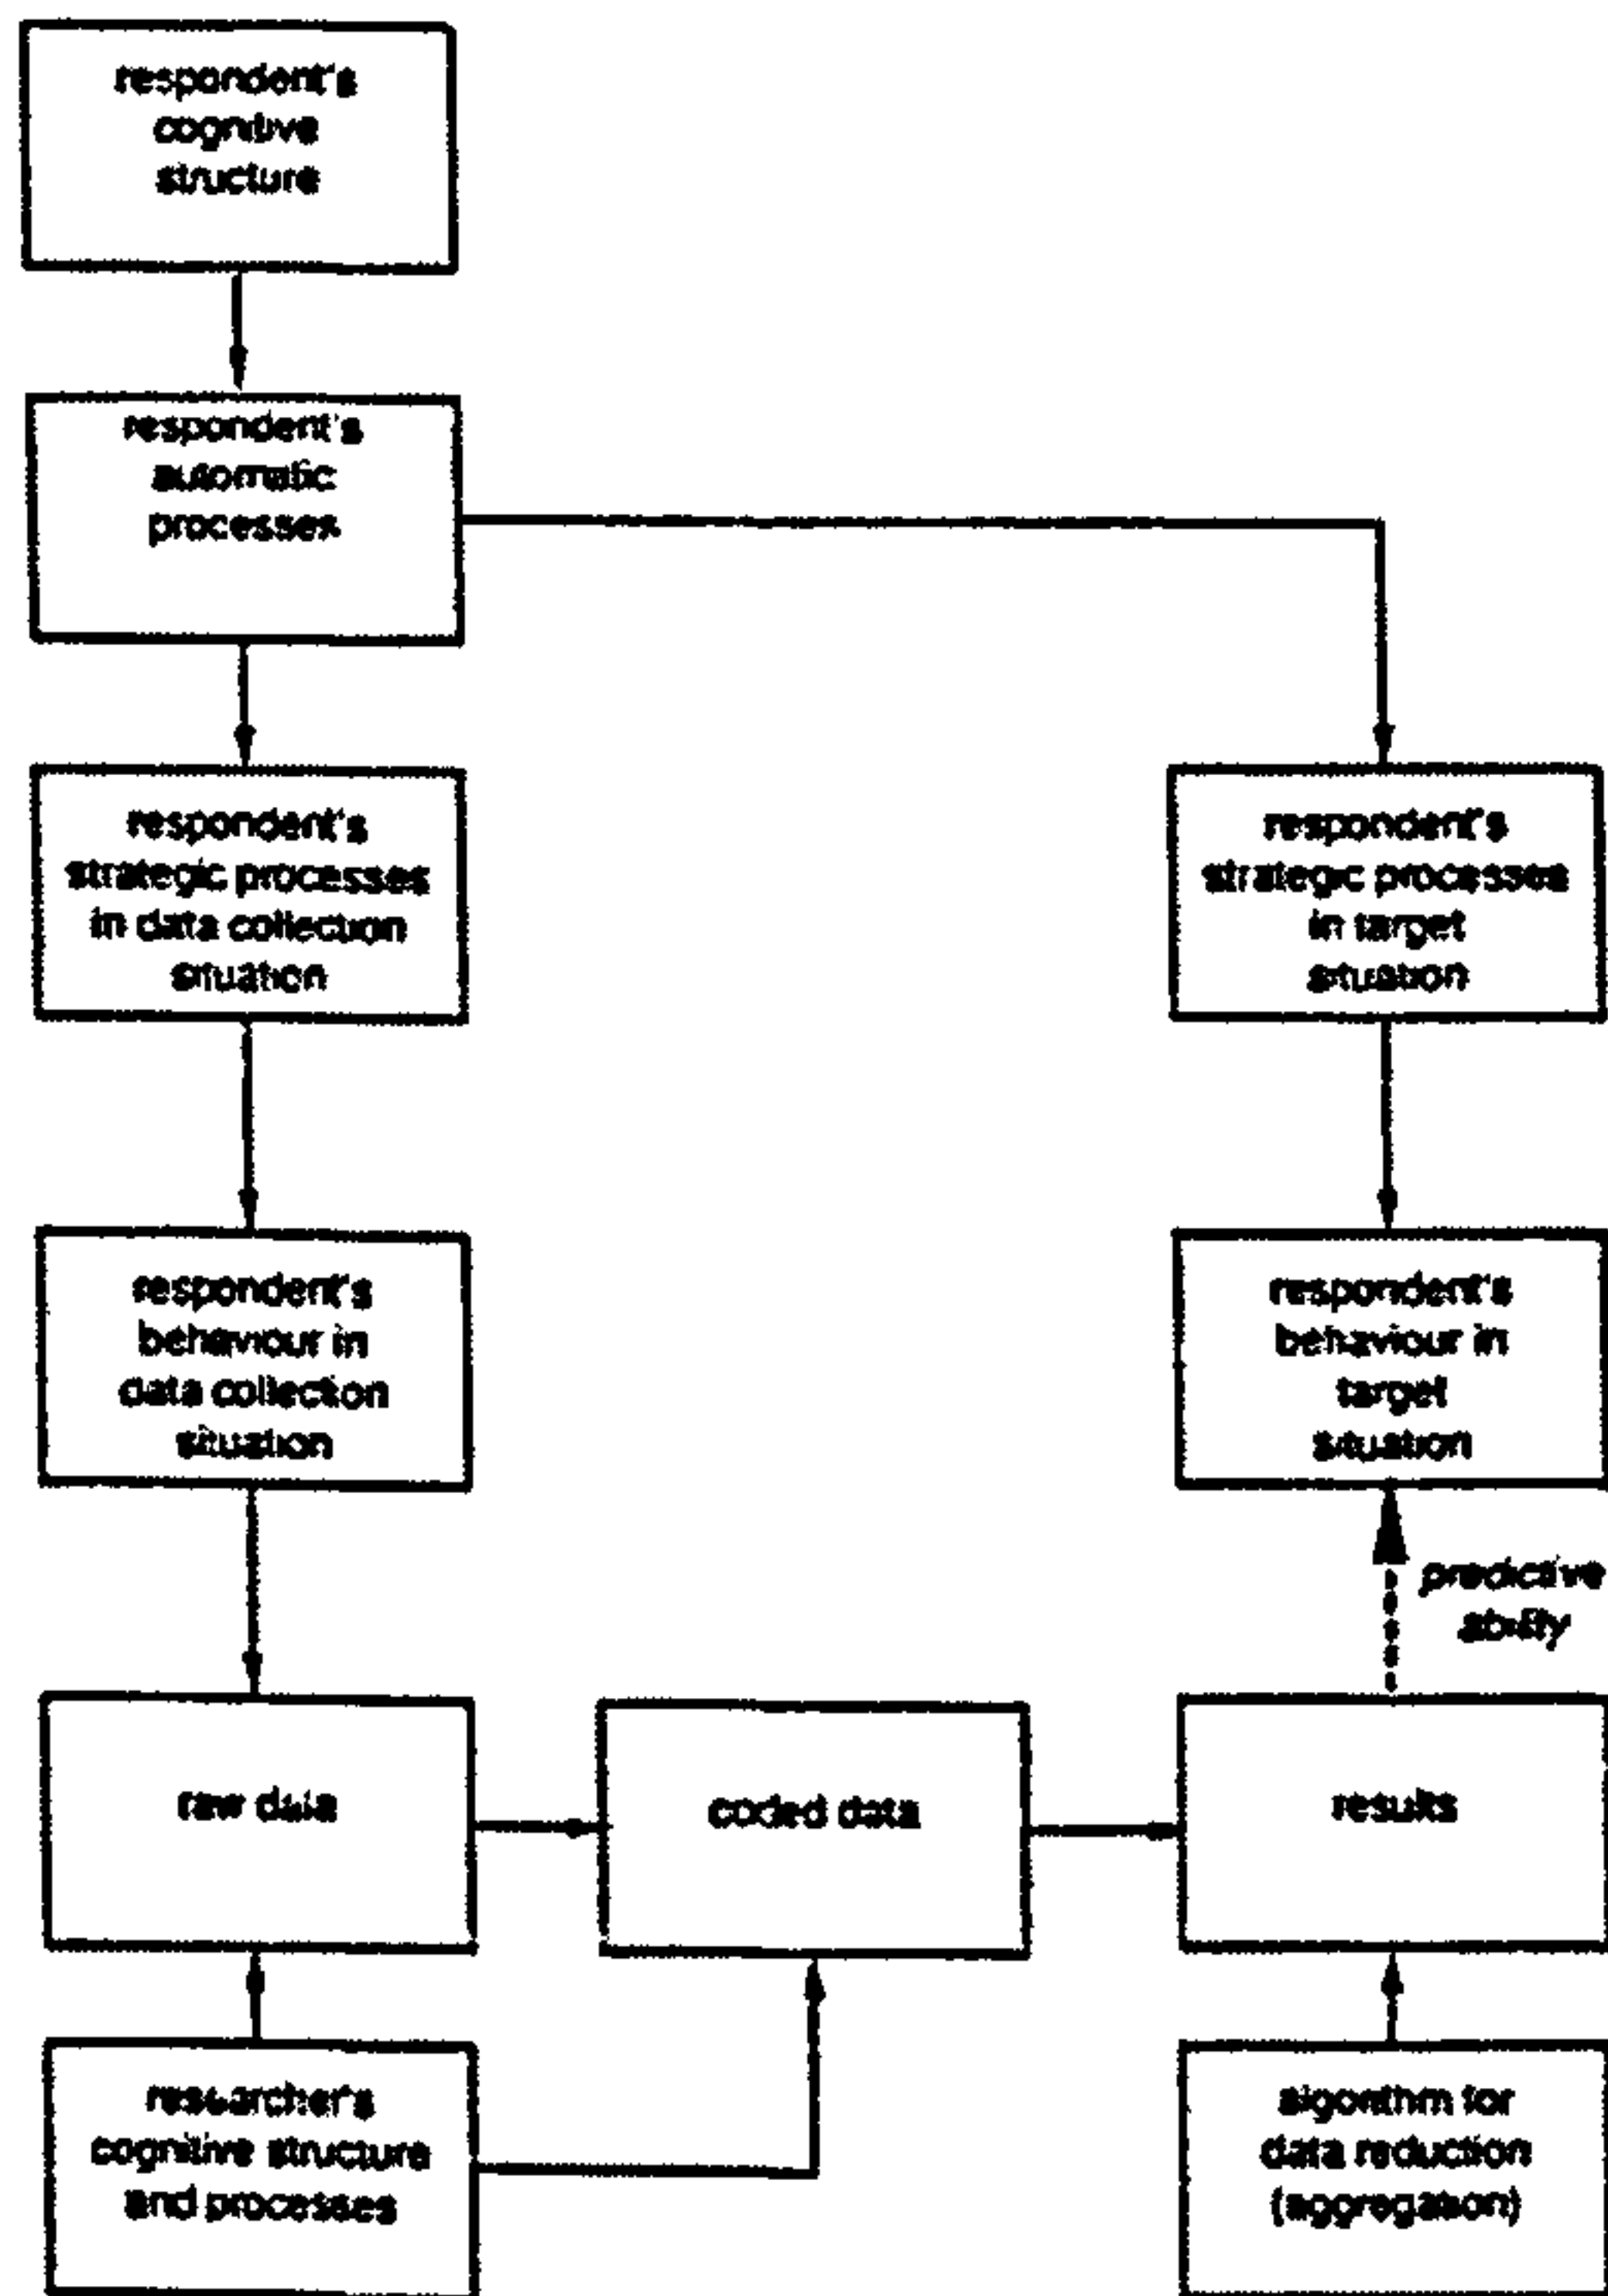 respondent's
cognitive
structure
respondent's
automatic
processes
respondent's
strategic processes
in data collection
situation
respondent's
strategic processes
in target
situation
respondent's
behaviour in
data collection
situation
respondent's
behaviour in
target
situation
predictive
ability
raw data
coded data
results
researcher's
cognitive structure
and processes
algorithm for
data reduction
(aggregation)